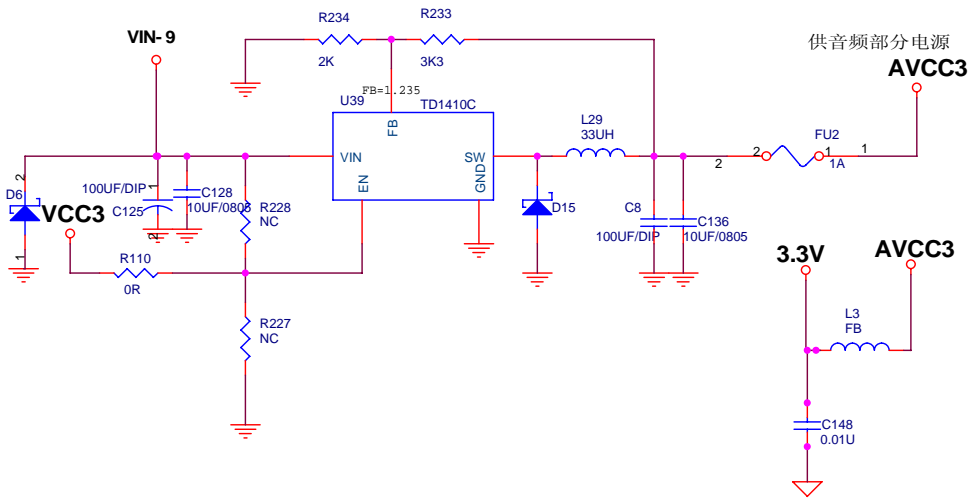 R234
R233
VIN-9
供音频部分电源
2K
3K3
AVCC3
FB=1.235
U39
TD1410C
FB
L29
FU2
VIN
SW
33UH
2
2
1
1
1A
EN
GND
2
D6
100UF/DIP
1
C128
10UF/0805
C125
2
R228
NC
D15
C8
100UF/DIP
C136
10UF/0805
VCC3
1
R110
0R
3.3V
AVCC3
R227
NC
L3
FB
C148
0.01U